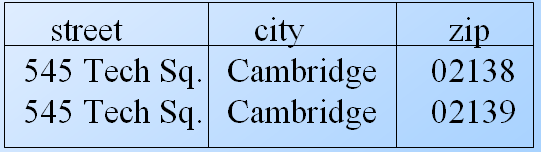 street city zip
545 Tech Sq. Cambridge 02138
545 Tech Sq. Cambridge 02139